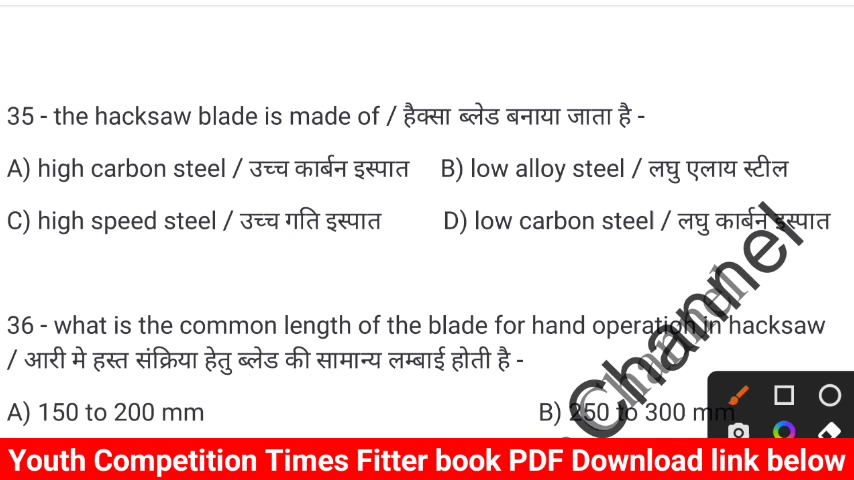 35 - the hacksaw blade is made of / हैक्सा ब्लेड बनाया जाता है -
A) high carbon steel / उच्च कार्बन इस्पात B) low alloy steel / लघु एलाय स्टील
C) high speed steel / उच्च गति इस्पात D) low carbon steel / लघु कार्बन इस्पात
36 - what is the common length of the blade for hand operation in hacksaw
/ आरी मे हस्त संक्रिया हेतु ब्लेड की सामान्य लम्बाई होती है -
A) 150 to 200 mm B) 250 to 300 mm
Channel
Youth Competition Times Fitter book PDF Download link below